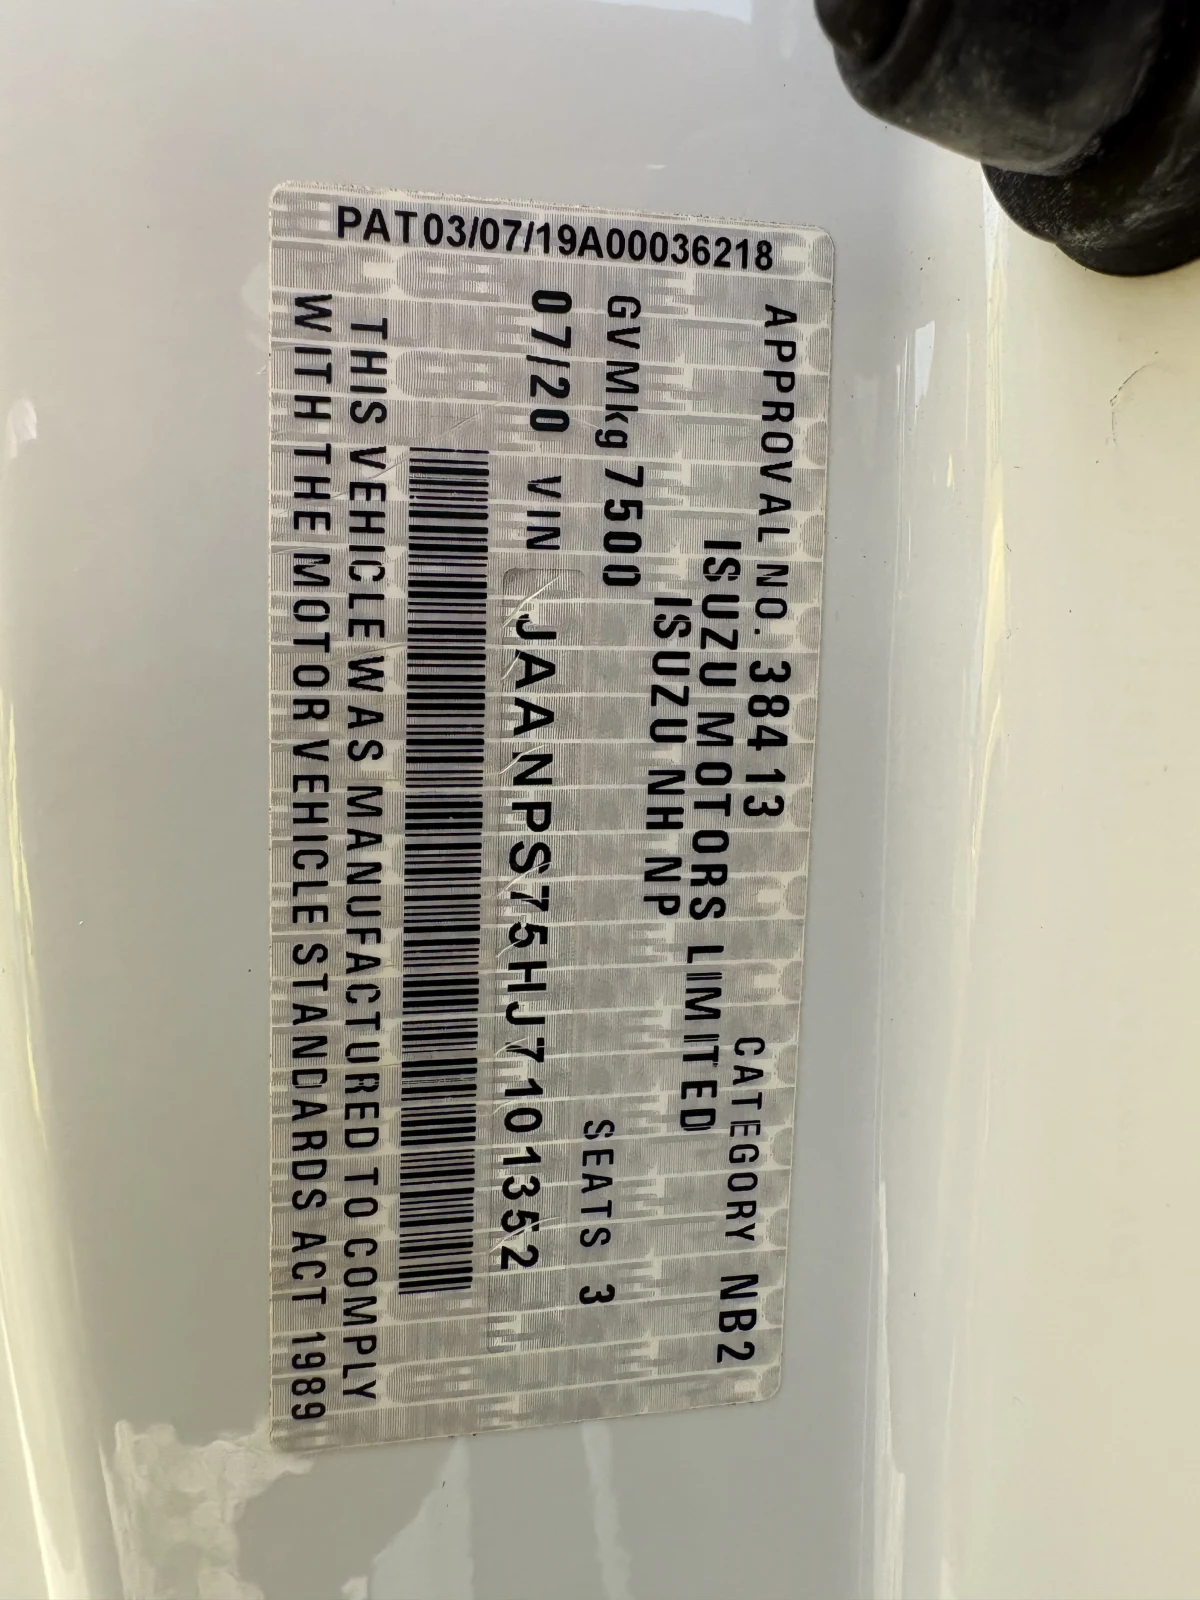 PAT03/07/19A00036218
APPROVAL NO. 38413 CATEGORY NB2
ISUZU MOTORS LIMITED
ISUZU NH NP
GVMkg 7500 SEATS 3
07/20 VIN JAANPS75HJ7101352
THIS VEHICLE WAS MANUFACTURED TO COMPLY
WITH THE MOTOR VEHICLE STANDARDS ACT 1989